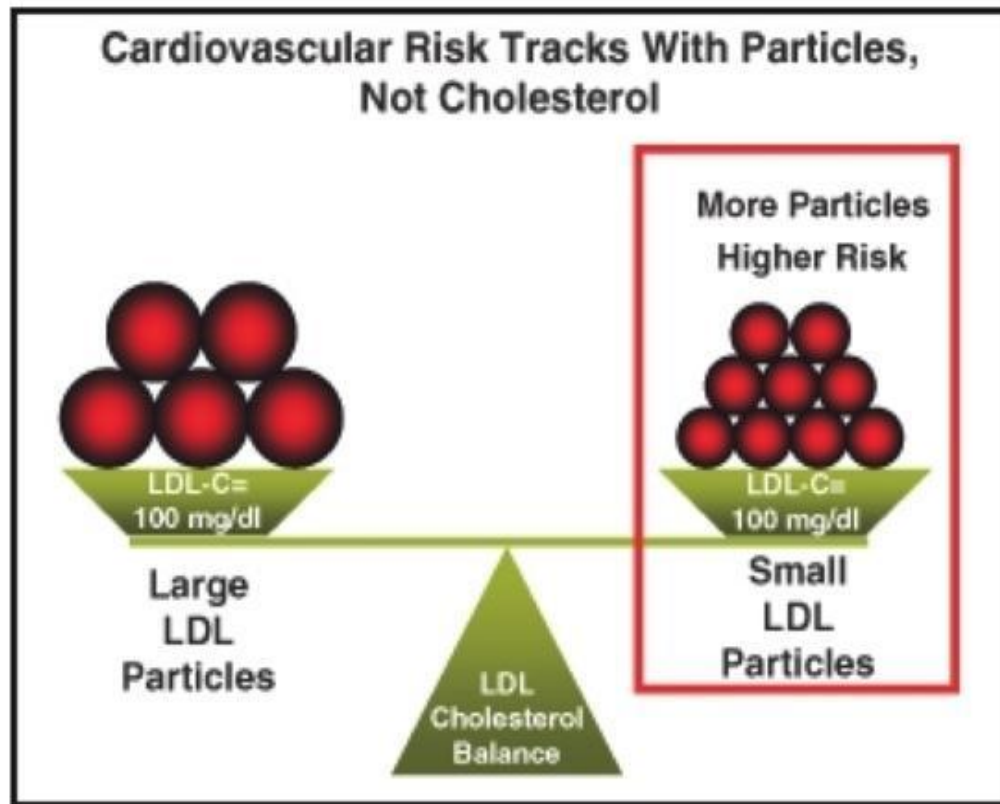 Cardiovascular Risk Tracks With Particles,
Not Cholesterol
More Particles
Higher Risk
LDL-C=
100 mg/dl
LDL-C=
100 mg/dl
Large
LDL
Particles
Small
LDL
Particles
LDL
Cholesterol
Balance